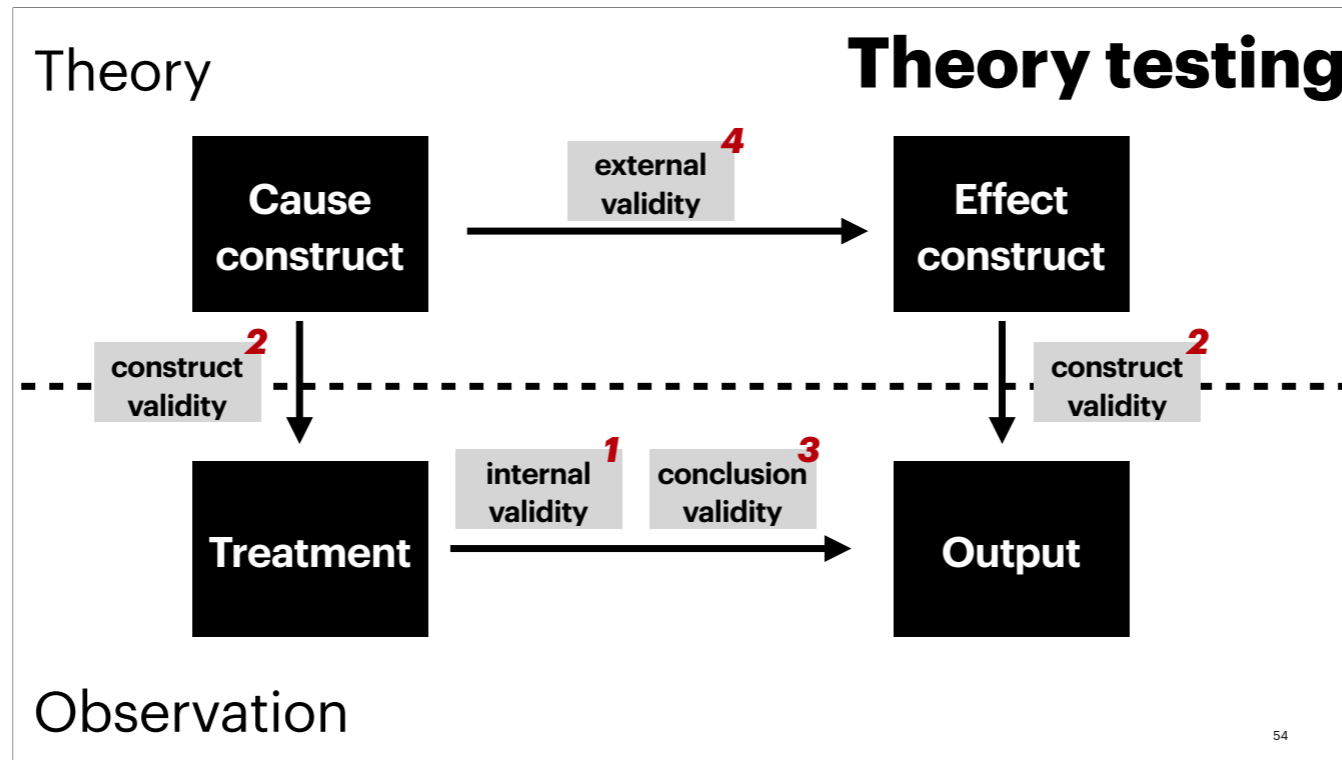 Theory
Theory testing
4
external
validity
Cause
construct
Effect
construct
2
construct
validity
2
construct
validity
1
internal
validity
3
conclusion
validity
Treatment
Output
Observation
54